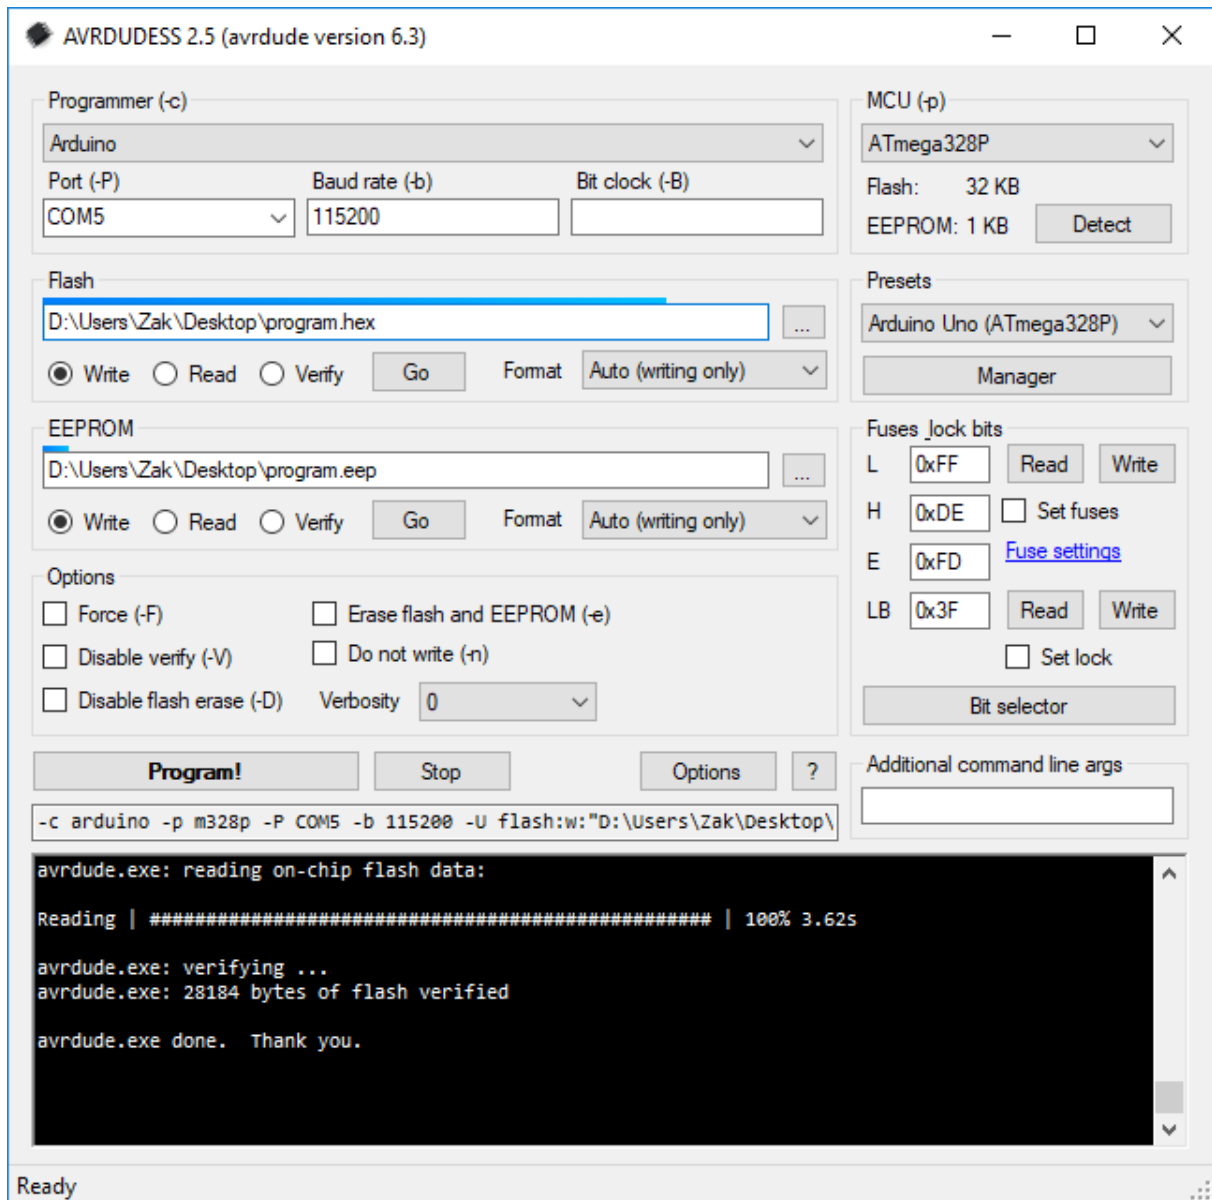 AVRDUDESS 2.5 (avrdude version 6.3)
Programmer (-c)
Arduino
Port (-P) Baud rate (-b) Bit clock (-B)
COM5 115200
MCU (-p)
ATmega328P
Flash: 32 KB
EEPROM: 1 KB Detect
Flash
D:\Users\Zak\Desktop\program.hex ...
Write Read Verify Go Format Auto (writing only)
Presets
Arduino Uno (ATmega328P)
Manager
EEPROM
D:\Users\Zak\Desktop\program.eep ...
Write Read Verify Go Format Auto (writing only)
Fuses _lock bits
L 0xFF Read Write
H 0xDE Set fuses
E 0xFD Fuse settings
LB 0x3F Read Write
Set lock
Bit selector
Options
Force (-F) Erase flash and EEPROM (-e)
Disable verify (-V) Do not write (-n)
Disable flash erase (-D) Verbosity 0
Program! Stop Options ?
Additional command line args
-c arduino -p m328p -P COM5 -b 115200 -U flash:w:"D:\Users\Zak\Desktop\
avrdude.exe: reading on-chip flash data:
Reading | ################################################## | 100% 3.62s
avrdude.exe: verifying ...
avrdude.exe: 28184 bytes of flash verified
avrdude.exe done.  Thank you.
Ready